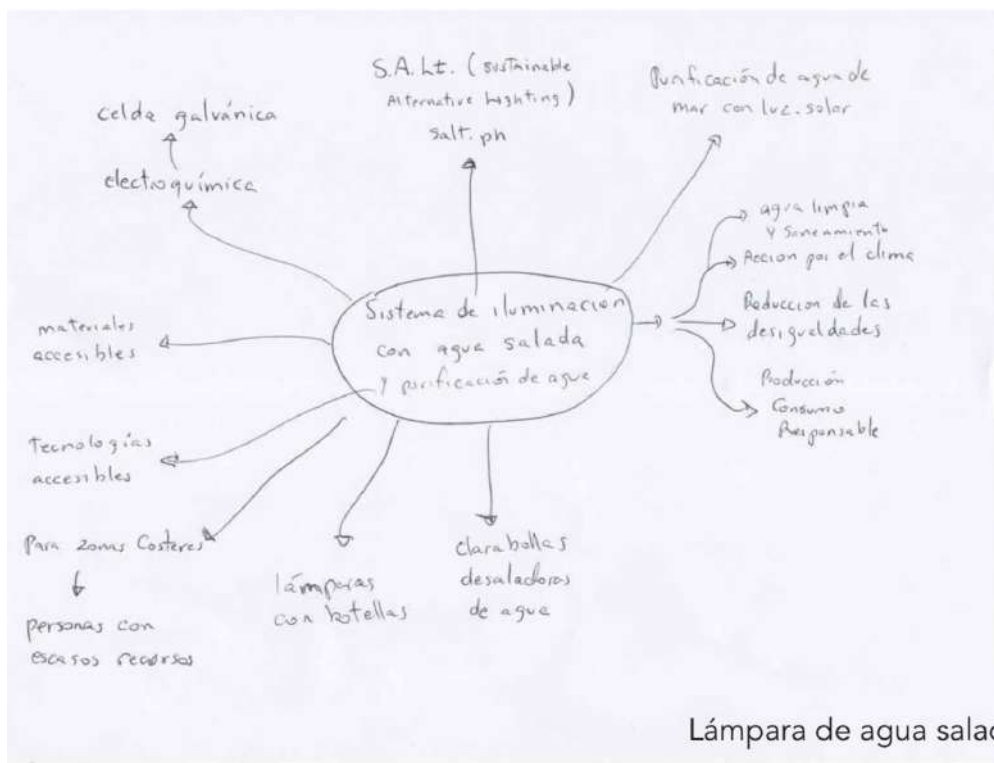 S.A.Lt. (sustainable
Alternative Lighting)
salt.ph
Purificación de agua de
mar con luz solar
celda galvánica
electroquímica
agua limpia
y Saneamiento
Accion por el clima
Reduccion de las
desigualdades
Producción
Consumo
Responsable
Sistema de iluminación
con agua salada
y purificación de agua
materiales
accesibles
Tecnologías
accesibles
Para zonas Costeras
personas con
escasos recursos
lámparas
con botellas
clarabollas
desaladoras
de agua
Lámpara de agua salad